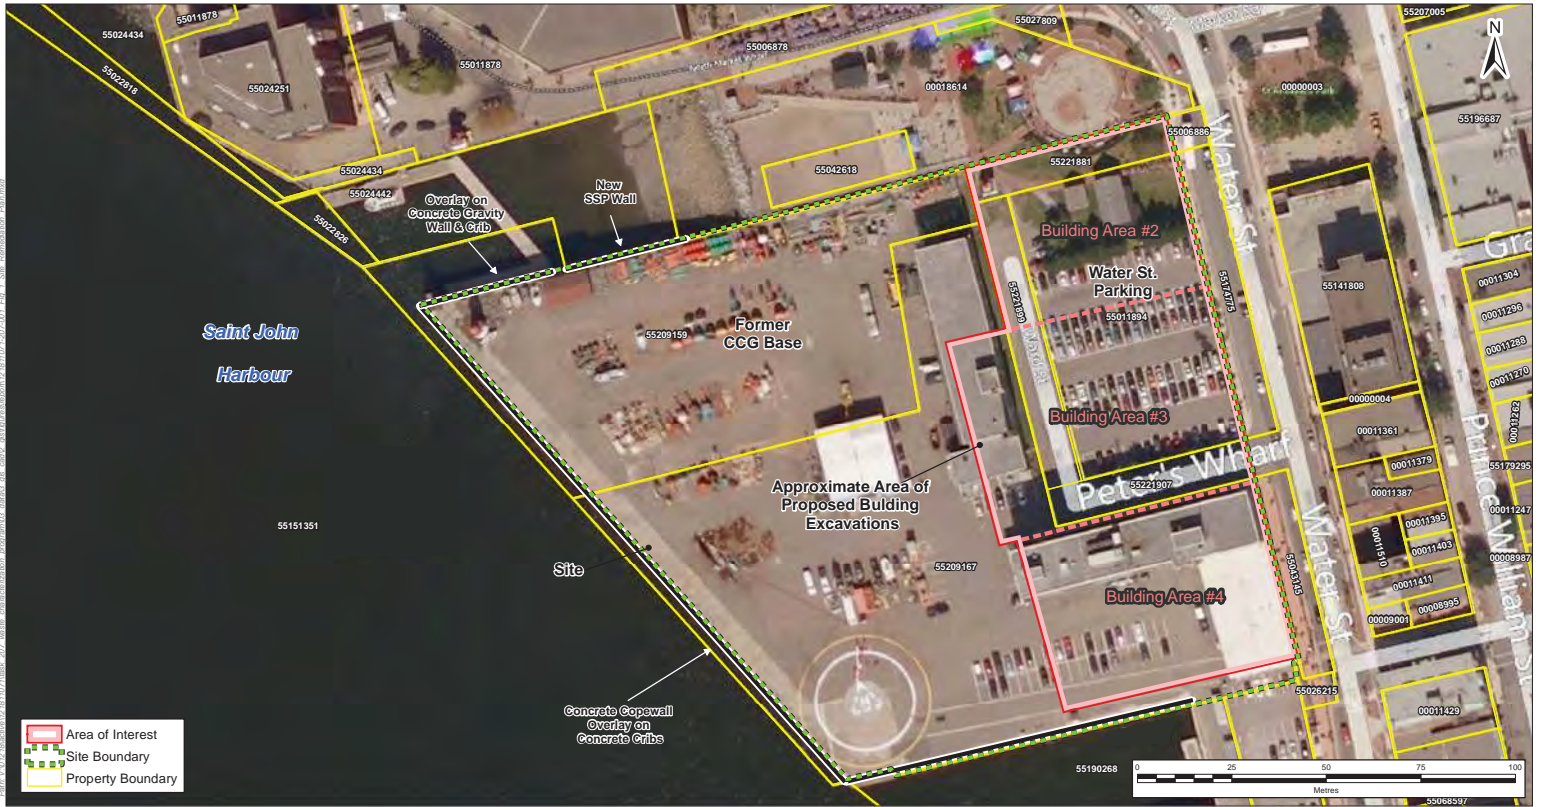 55011878
55024434
55022818
55024251
55011878
55006878
55027809
55207005
N
00018614
00000003
55196687
55024434
55024442
55022826
55042618
55006886
55221881
Water St
Overlay on
Concrete Gravity
Wall & Crib
New
SSP Wall
Building Area #2
Water St.
Parking
55221899
55174775
55011894
55141808
00011304
00011296
00011288
00011270
00011262
Saint John
Harbour
55209159
Former
CCG Base
Building Area #3
00000004
00011361
00011379
00011387
55179295
Prince William St
Peter's Wharf
55221907
Approximate Area of
Proposed Bulding
Excavations
55151351
Site
55209167
Water St
55043145
00011510
00011395
00011403
00011411
00011247
00008987
00008995
00009001
Building Area #4
Concrete Copewall
Overlay on
Concrete Cribs
55026215
00011429
55190268
55068597
Area of Interest
Site Boundary
Property Boundary
0 25 50 75 100
Metres